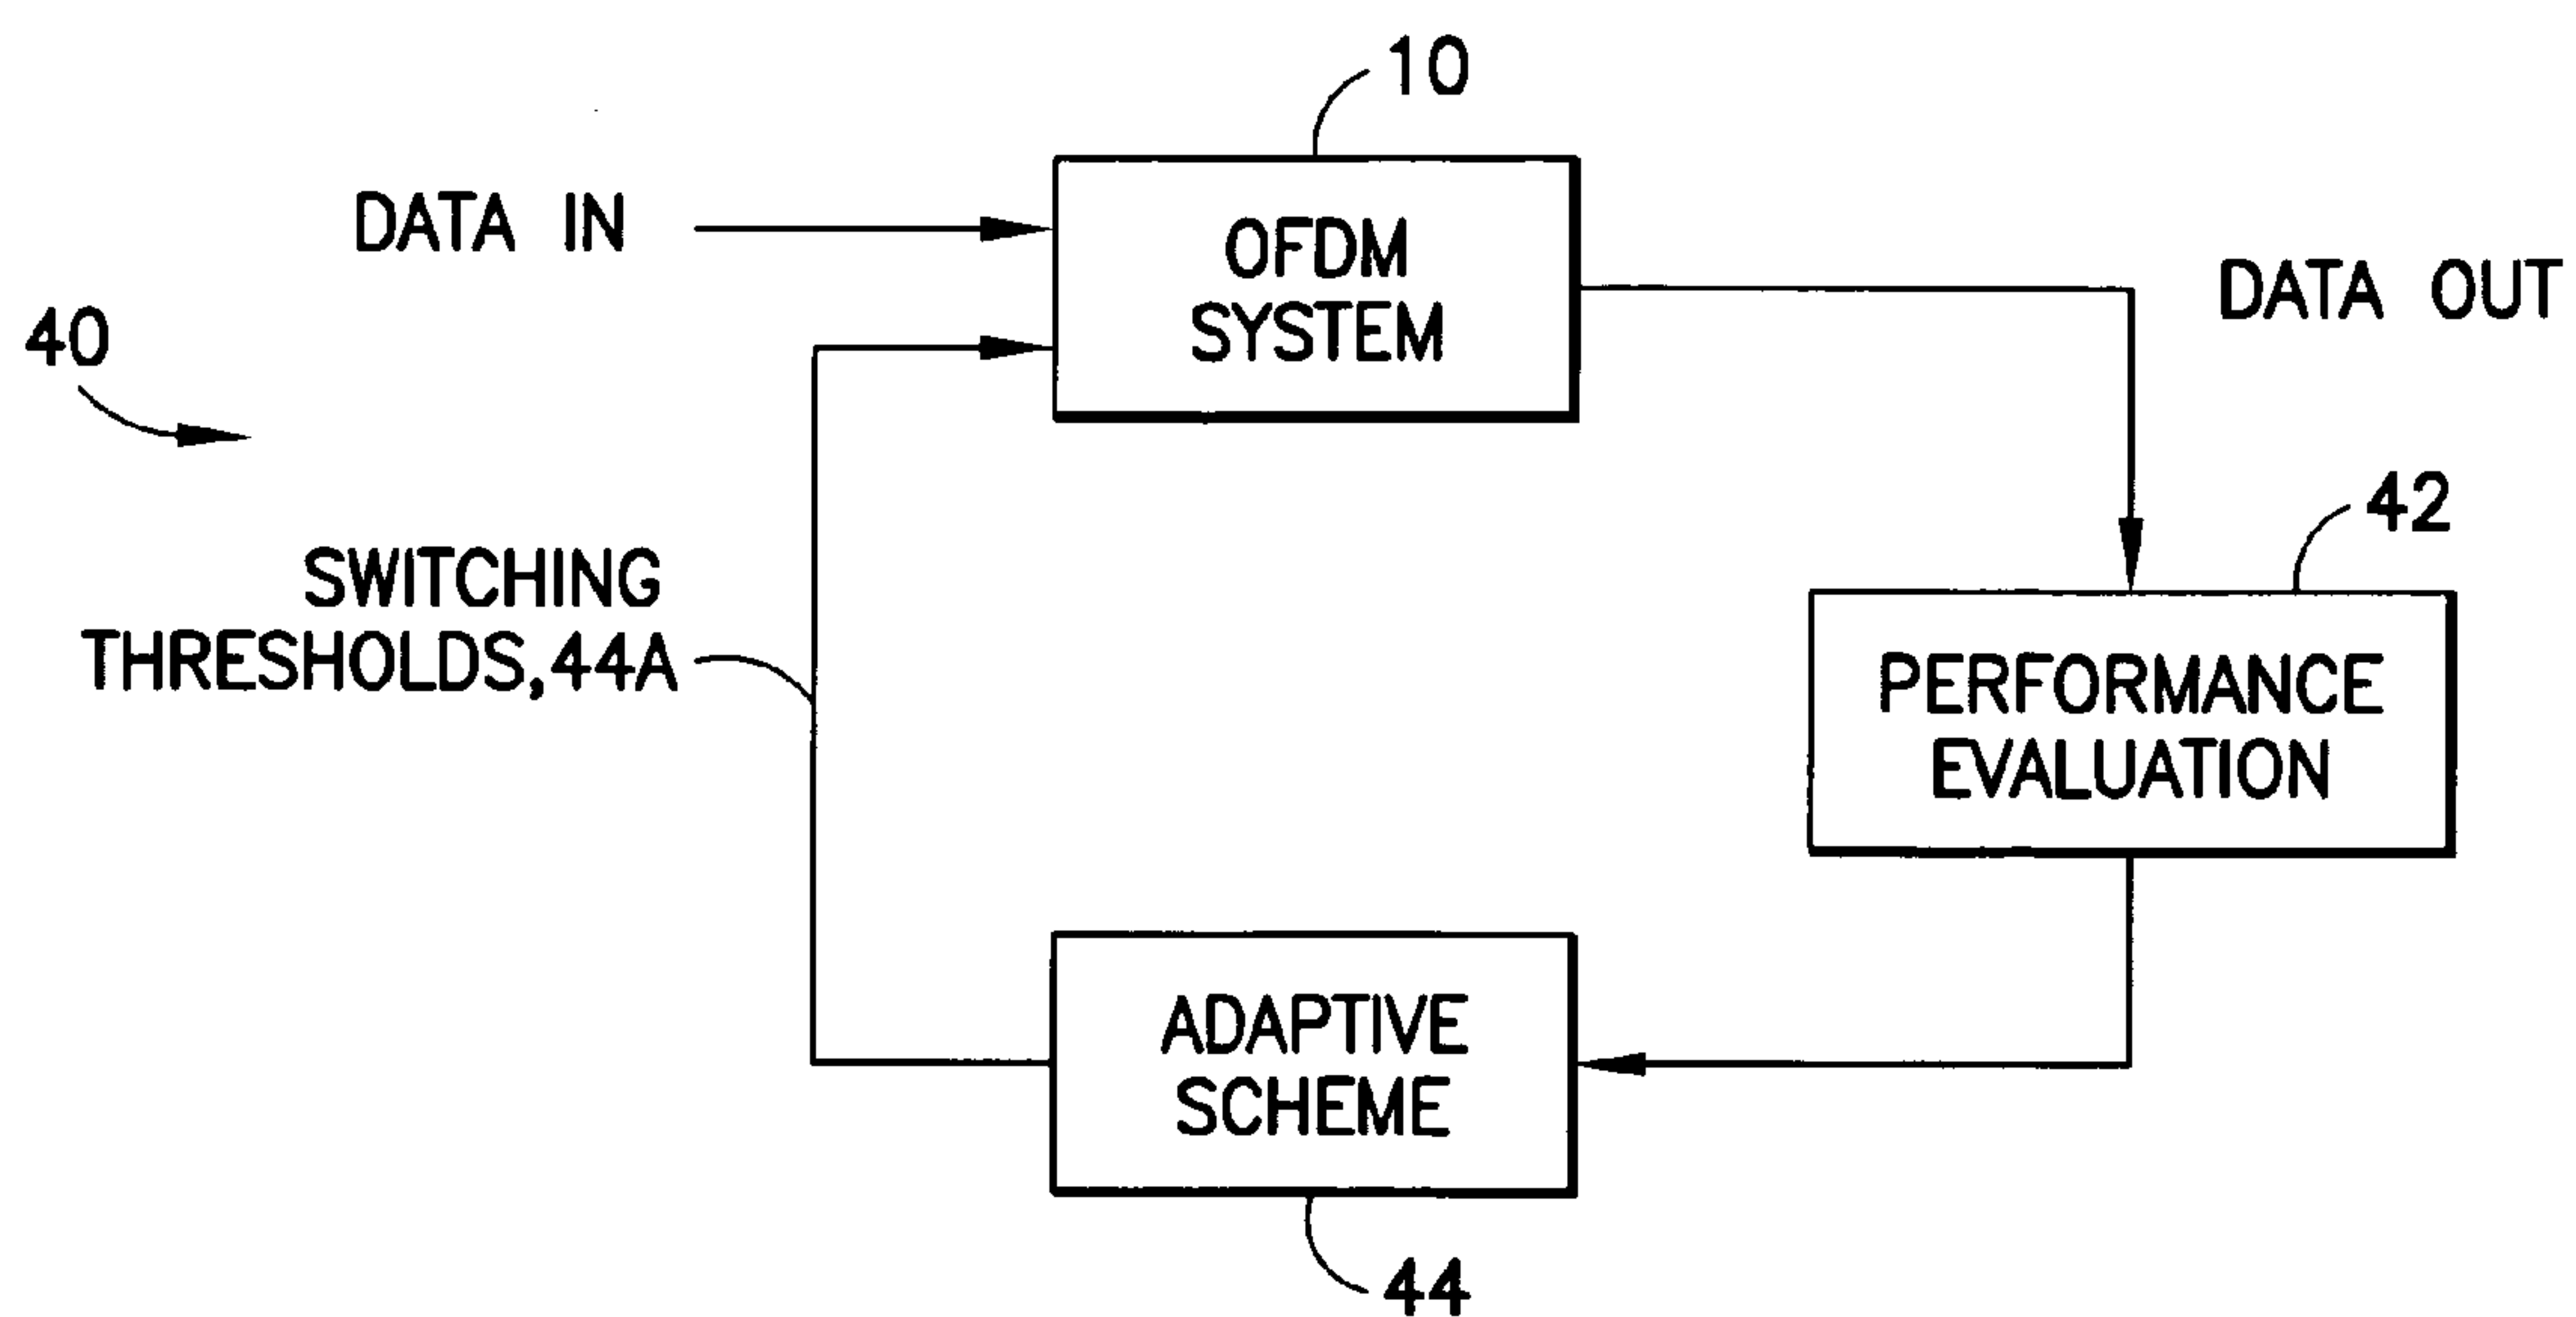 10
DATA IN
OFDM
SYSTEM
DATA OUT
40
42
SWITCHING
THRESHOLDS,44A
PERFORMANCE
EVALUATION
ADAPTIVE
SCHEME
44